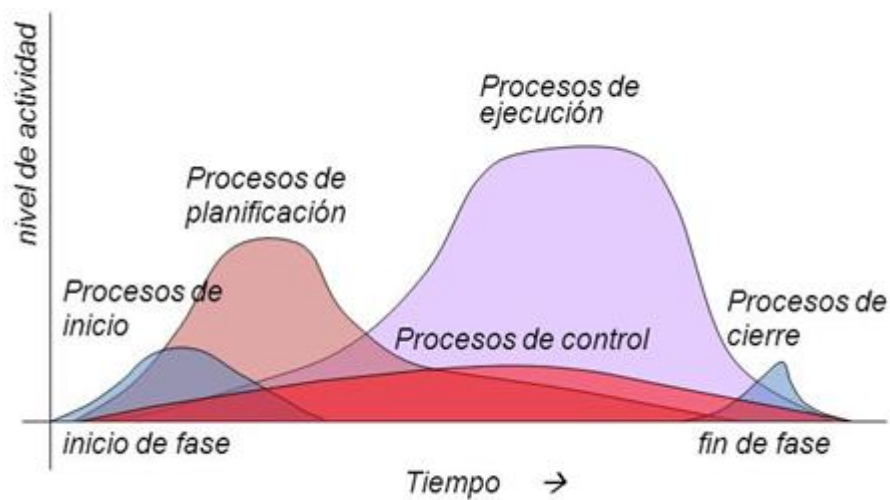 nivel de actividad
Procesos de
ejecución
Procesos de
planificación
Procesos de
inicio
Procesos de control
Procesos de
cierre
inicio de fase
fin de fase
Tiempo →